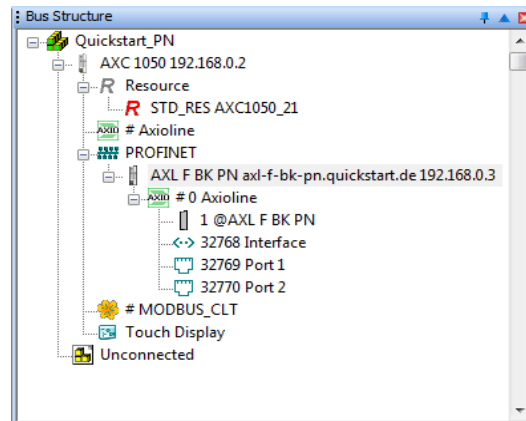 Bus Structure
Quickstart_PN
AXC 1050 192.168.0.2
R Resource
R STD_RES AXC1050_21
AXIO # Axioline
PROFINET
AXL F BK PN axl-f-bk-pn.quickstart.de 192.168.0.3
AXIO # 0 Axioline
1 @AXL F BK PN
32768 Interface
32769 Port 1
32770 Port 2
# MODBUS_CLT
Touch Display
Unconnected